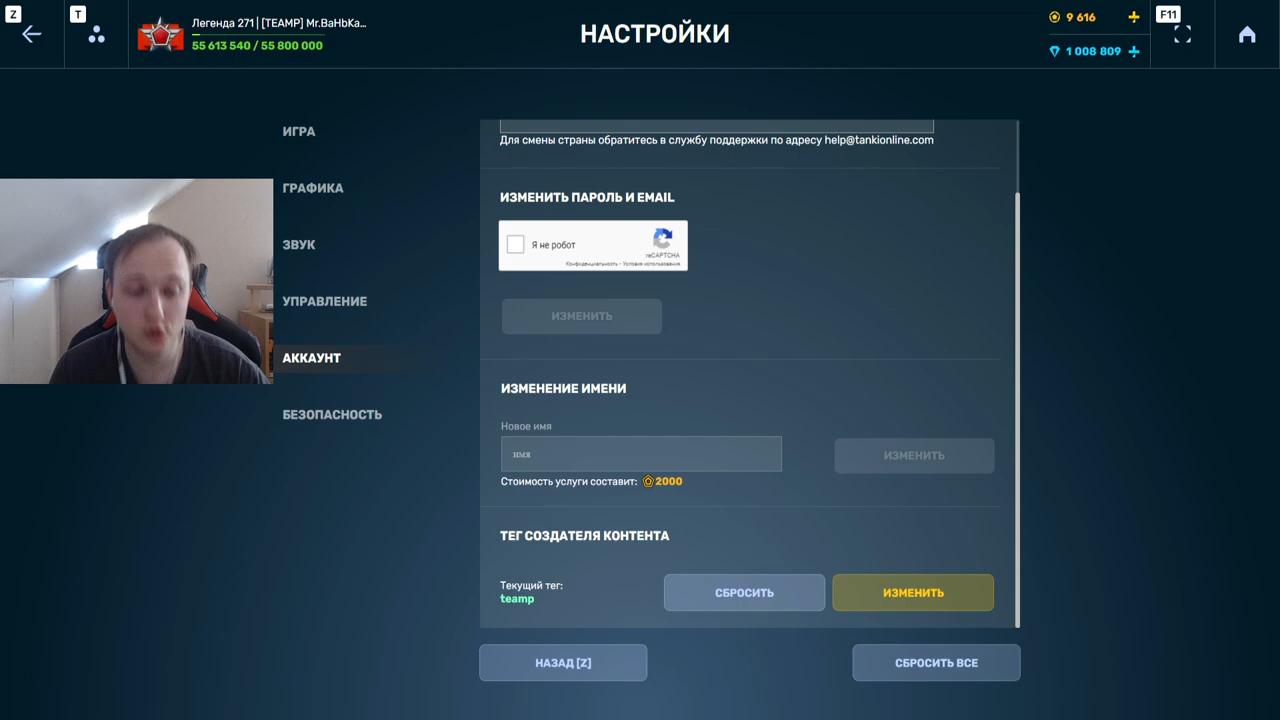 Z
T
Легенда 271 | [TEAMP] Mr.BaHbKa...
55 613 540 / 55 800 000
НАСТРОЙКИ
9 616
1 008 809
F11
ИГРА
ГРАФИКА
ЗВУК
УПРАВЛЕНИЕ
АККАУНТ
БЕЗОПАСНОСТЬ
Для смены страны обратитесь в службу поддержки по адресу help@tankionline.com
ИЗМЕНИТЬ ПАРОЛЬ И EMAIL
Я не робот
reCAPTCHA
Конфиденциальность - Условия использования
ИЗМЕНИТЬ
ИЗМЕНЕНИЕ ИМЕНИ
Новое имя
имя
ИЗМЕНИТЬ
Стоимость услуги составит: 2000
ТЕГ СОЗДАТЕЛЯ КОНТЕНТА
Текущий тег:
teamp
СБРОСИТЬ
ИЗМЕНИТЬ
НАЗАД [Z]
СБРОСИТЬ ВСЕ